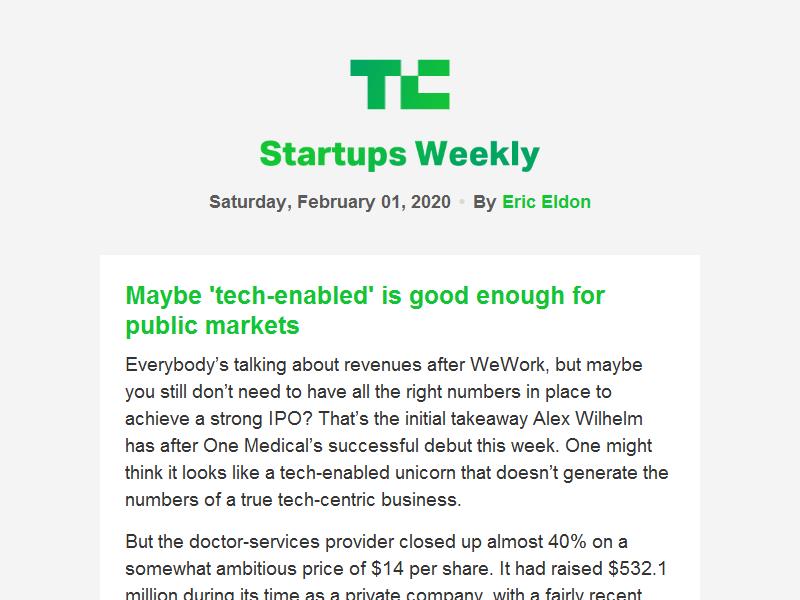 TC
Startups Weekly
Saturday, February 01, 2020 • By Eric Eldon
Maybe 'tech-enabled' is good enough for
public markets
Everybody’s talking about revenues after WeWork, but maybe
you still don’t need to have all the right numbers in place to
achieve a strong IPO? That’s the initial takeaway Alex Wilhelm
has after One Medical’s successful debut this week. One might
think it looks like a tech-enabled unicorn that doesn’t generate the
numbers of a true tech-centric business.
But the doctor-services provider closed up almost 40% on a
somewhat ambitious price of $14 per share. It had raised $532.1
million during its time as a private company, with a fairly recent